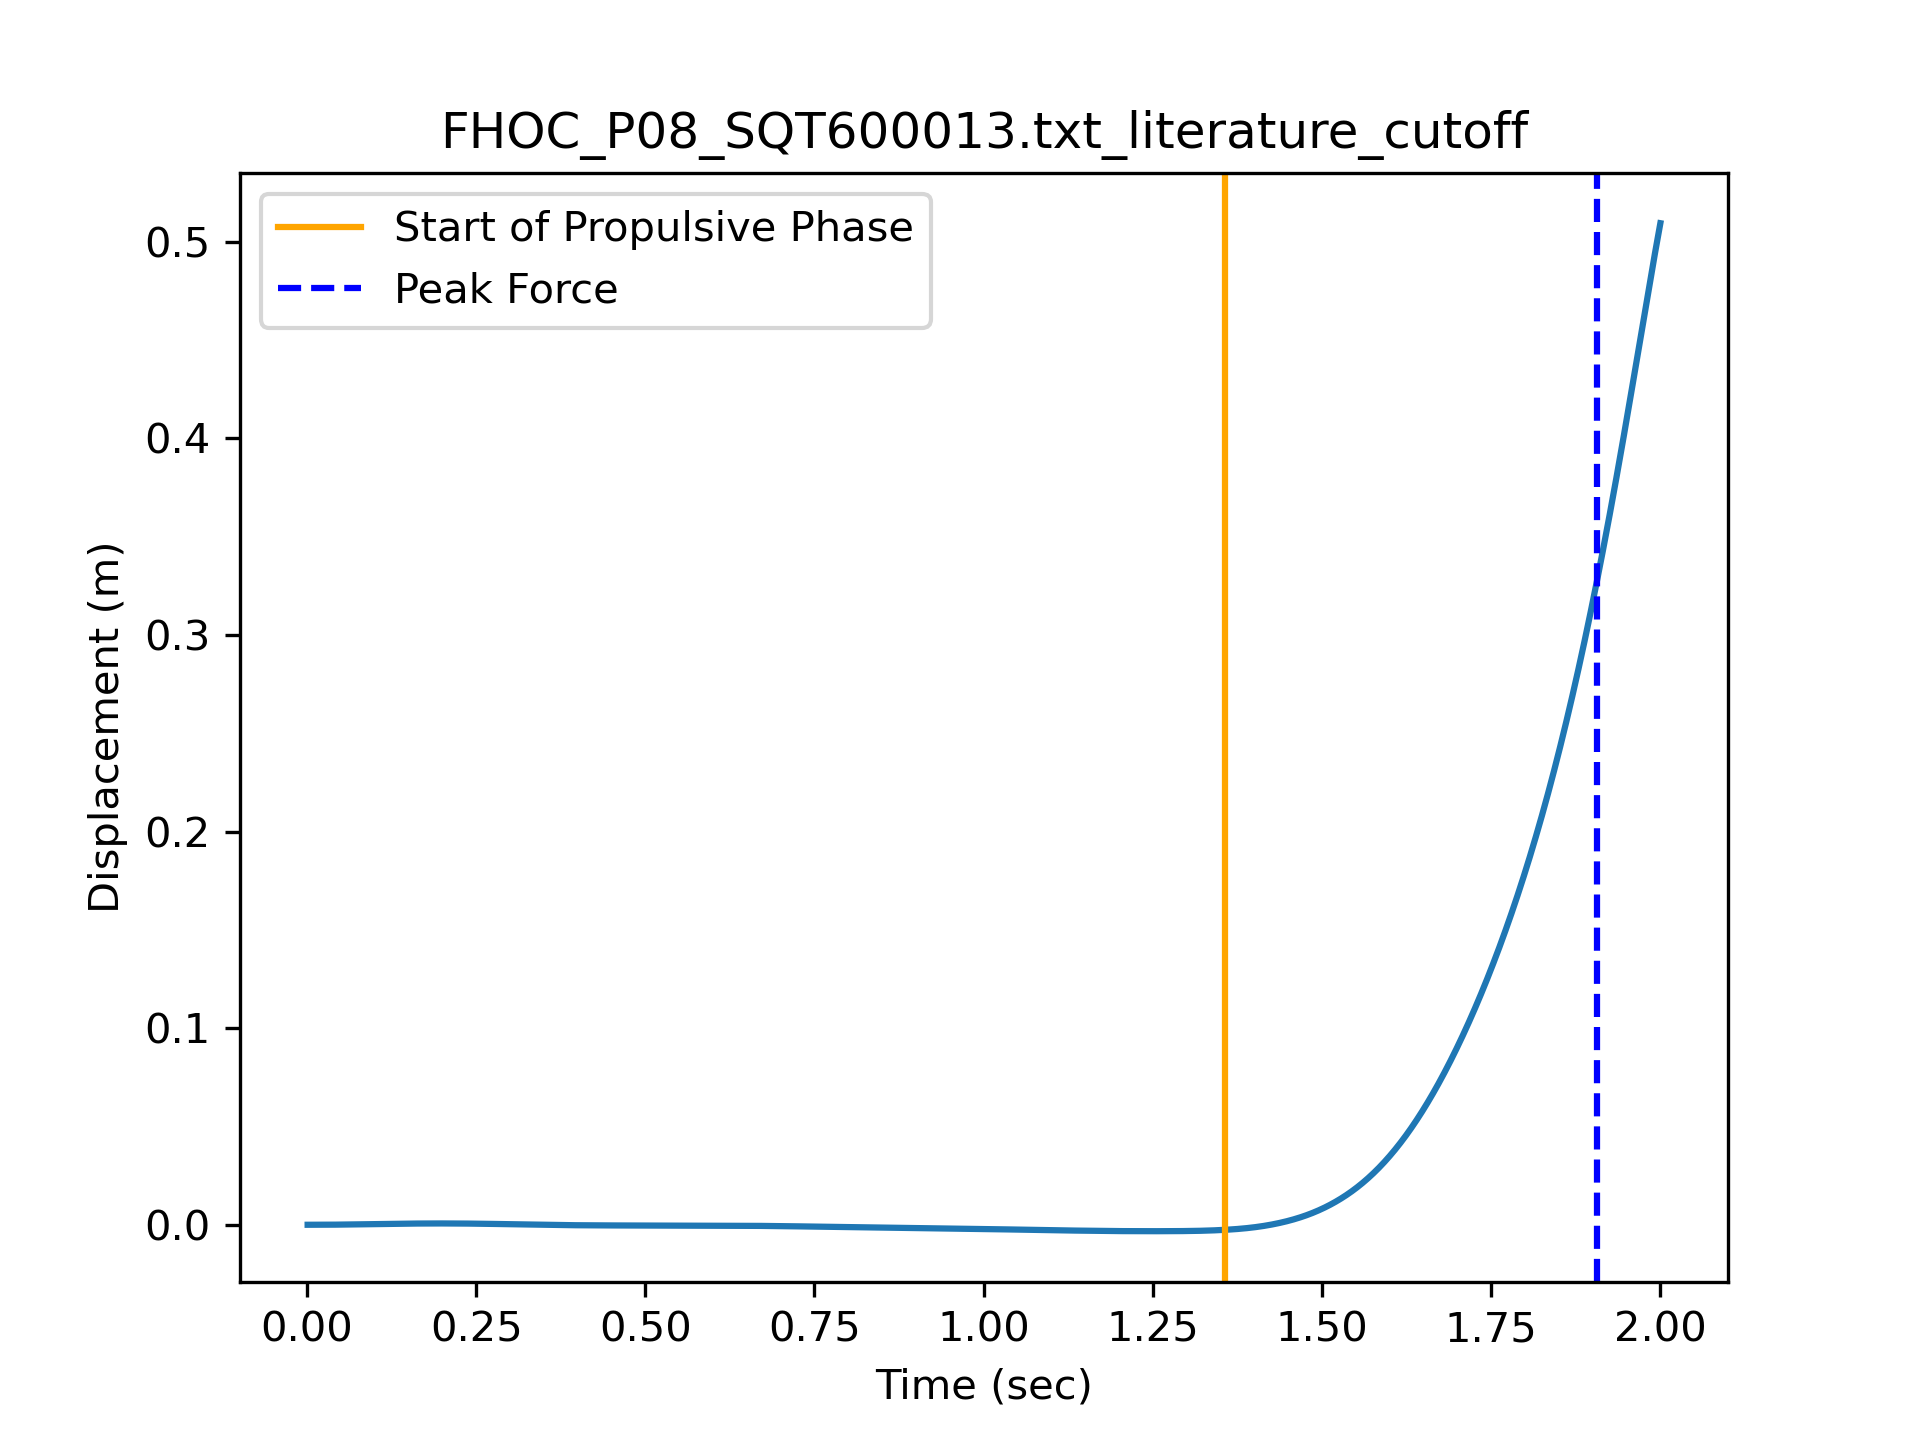 FHOC_P08_SQT600013.txt_literature_cutoff
Start of Propulsive Phase
Peak Force
0.5
0.4
0.3
0.2
0.1
0.0
Displacement (m)
0.00 0.25 0.50 0.75 1.00 1.25 1.50 1.75 2.00
Time (sec)